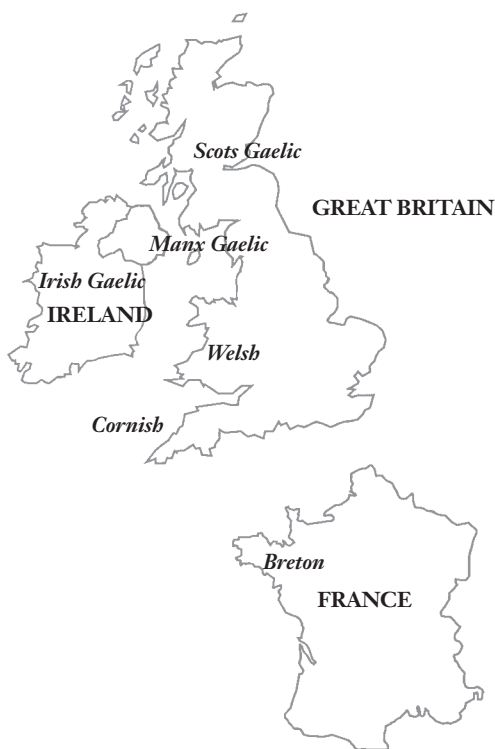 Scots Gaelic
GREAT BRITAIN
Manx Gaelic
Irish Gaelic
IRELAND
Welsh
Cornish
Breton
FRANCE